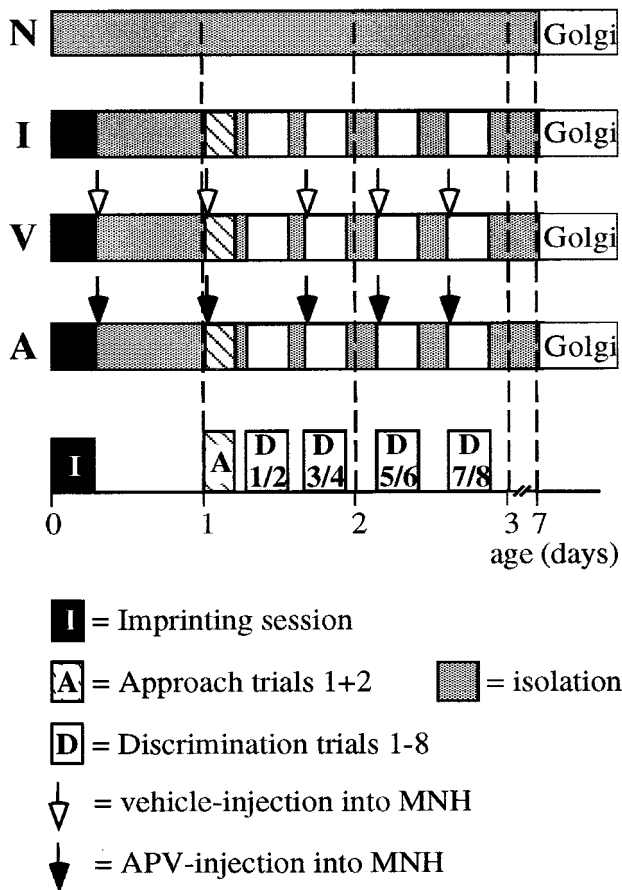 N Golgi
I Golgi
V Golgi
A Golgi
I A D 1/2 D 3/4 D 5/6 D 7/8
0 1 2 3 7
age (days)
I = Imprinting session
A = Approach trials 1+2 = isolation
D = Discrimination trials 1-8
= vehicle-injection into MNH
= APV-injection into MNH